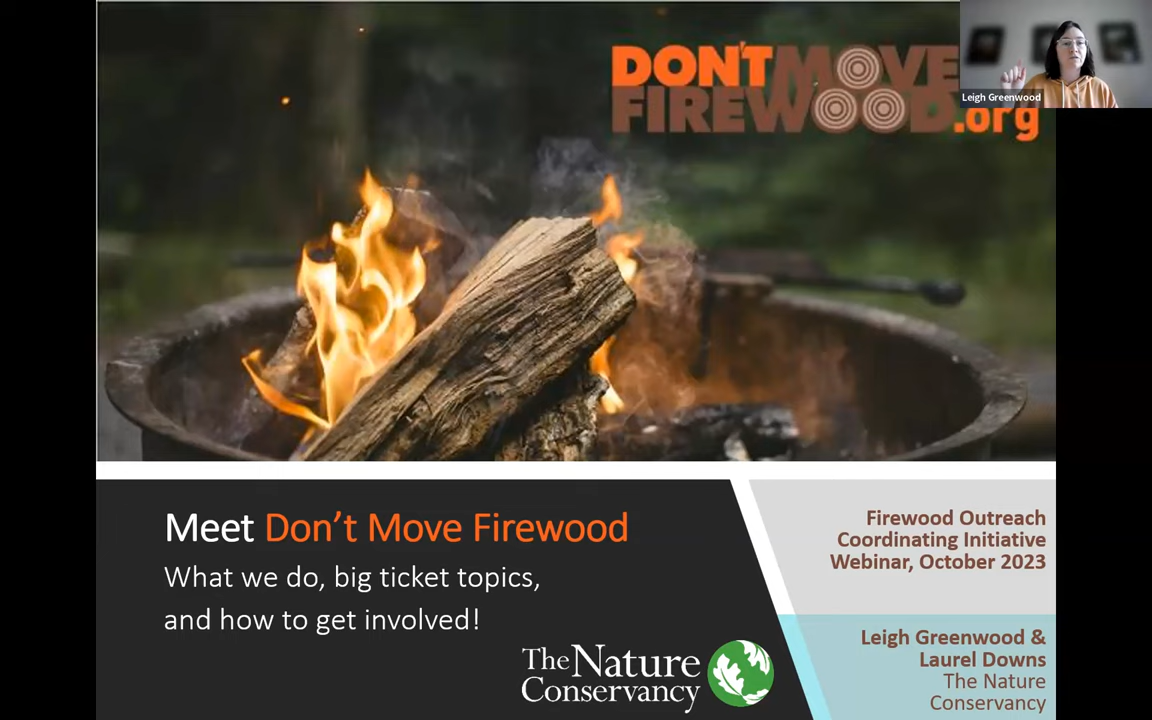 DON'T MOVE
FIREWOOD.org
Leigh Greenwood
Meet Don't Move Firewood
What we do, big ticket topics,
and how to get involved!
The Nature
Conservancy
Firewood Outreach
Coordinating Initiative
Webinar, October 2023
Leigh Greenwood &
Laurel Downs
The Nature
Conservancy